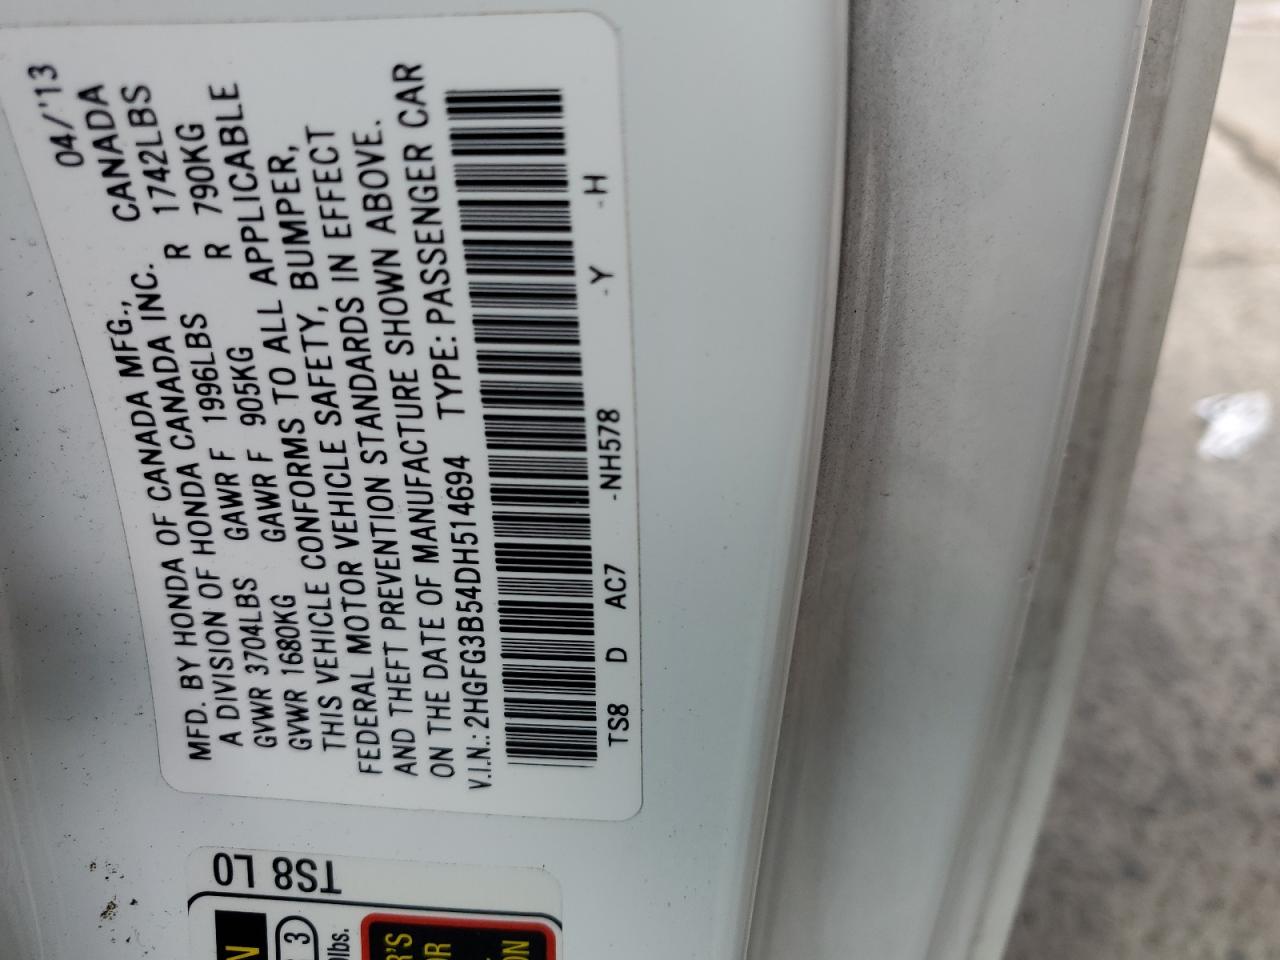 04/'13
MFD. BY HONDA OF CANADA MFG., CANADA
A DIVISION OF HONDA CANADA INC.
GVWR 3704LBS GAWR F 1996LBS R 1742LBS
GVWR 1680KG GAWR F 905KG R 790KG
THIS VEHICLE CONFORMS TO ALL APPLICABLE
FEDERAL MOTOR VEHICLE SAFETY, BUMPER,
AND THEFT PREVENTION STANDARDS IN EFFECT
ON THE DATE OF MANUFACTURE SHOWN ABOVE.
V.I.N.: 2HGFG3B54DH514694 TYPE: PASSENGER CAR
TS8 D AC7 -NH578 -Y -H
TS8 L0
3
lbs.